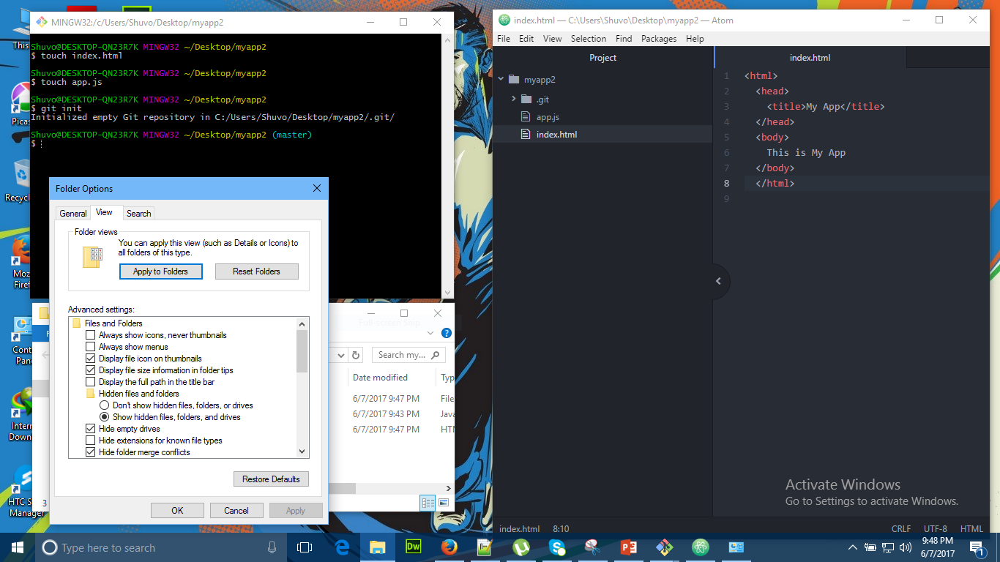 MINGW32:/c/Users/Shuvo/Desktop/myapp2
Shuvo@DESKTOP-QN23R7K MINGW32 ~/Desktop/myapp2
$ touch index.html
Shuvo@DESKTOP-QN23R7K MINGW32 ~/Desktop/myapp2
$ touch app.js
Shuvo@DESKTOP-QN23R7K MINGW32 ~/Desktop/myapp2
$ git init
Initialized empty Git repository in C:/Users/Shuvo/Desktop/myapp2/.git/
Shuvo@DESKTOP-QN23R7K MINGW32 ~/Desktop/myapp2 (master)
$
This
Picas
Recyc
Moz
Firef
Cont
Pan
Intern
Down
HTC S
Manager
Folder Options
General
View
Search
Folder views
You can apply this view (such as Details or Icons) to
all folders of this type.
Apply to Folders
Reset Folders
Advanced settings:
Files and Folders
Always show icons, never thumbnails
Always show menus
Display file icon on thumbnails
Display file size information in folder tips
Display the full path in the title bar
Hidden files and folders
Don't show hidden files, folders, or drives
Show hidden files, folders, and drives
Hide empty drives
Hide extensions for known file types
Hide folder merge conflicts
Restore Defaults
OK
Cancel
Apply
F
3
Search my...
Date modified
Typ
6/7/2017 9:47 PM
File
6/7/2017 9:43 PM
Java
6/7/2017 9:47 PM
HTN
index.html — C:\Users\Shuvo\Desktop\myapp2 — Atom
File Edit View Selection Find Packages Help
Project
myapp2
.git
app.js
index.html
index.html
1 <html>
2 <head>
3 <title>My App</title>
4 </head>
5 <body>
6 This is My App
7 </body>
8 </html>
9
Activate Windows
Go to Settings to activate Windows.
index.html 8:10
CRLF UTF-8 HTML
Type here to search
Dw
9:48 PM
6/7/2017
1